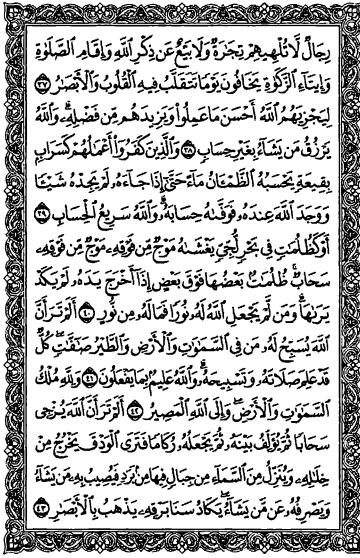 رِجَالٌ لَّا تُلْهِيهِمْ تِجَٰرَةٌ وَلَا بَيْعٌ عَن ذِكْرِ ٱللَّهِ وَإِقَامِ ٱلصَّلَوٰةِ
وَإِيتَآءِ ٱلزَّكَوٰةِ يَخَافُونَ يَوْمًا تَتَقَلَّبُ فِيهِ ٱلْقُلُوبُ وَٱلْأَبْصَٰرُ ٣٧
لِيَجْزِيَهُمُ ٱللَّهُ أَحْسَنَ مَا عَمِلُوا۟ وَيَزِيدَهُم مِّن فَضْلِهِۦ وَٱللَّهُ
يَرْزُقُ مَن يَشَآءُ بِغَيْرِ حِسَابٍ ٣٨ وَٱلَّذِينَ كَفَرُوٓا۟ أَعْمَٰلُهُمْ كَسَرَابٍۭ
بِقِيعَةٍ يَحْسَبُهُ ٱلظَّمْـَٔانُ مَآءً حَتَّىٰٓ إِذَا جَآءَهُۥ لَمْ يَجِدْهُ شَيْـًٔا
وَوَجَدَ ٱللَّهَ عِندَهُۥ فَوَفَّىٰهُ حِسَابَهُۥ وَٱللَّهُ سَرِيعُ ٱلْحِسَابِ ٣٩
أَوْ كَظُلُمَٰتٍ فِى بَحْرٍ لُّجِّىٍّ يَغْشَىٰهُ مَوْجٌ مِّن فَوْقِهِۦ مَوْجٌ مِّن فَوْقِهِۦ
سَحَابٌ ظُلُمَٰتٌۢ بَعْضُهَا فَوْقَ بَعْضٍ إِذَآ أَخْرَجَ يَدَهُۥ لَمْ يَكَدْ
يَرَىٰهَا وَمَن لَّمْ يَجْعَلِ ٱللَّهُ لَهُۥ نُورًا فَمَا لَهُۥ مِن نُّورٍ ٤٠ أَلَمْ تَرَ أَنَّ
ٱللَّهَ يُسَبِّحُ لَهُۥ مَن فِى ٱلسَّمَٰوَٰتِ وَٱلْأَرْضِ وَٱلطَّيْرُ صَٰٓفَّٰتٍ كُلٌّ
قَدْ عَلِمَ صَلَاتَهُۥ وَتَسْبِيحَهُۥ وَٱللَّهُ عَلِيمٌۢ بِمَا يَفْعَلُونَ ٤١ وَلِلَّهِ مُلْكُ
ٱلسَّمَٰوَٰتِ وَٱلْأَرْضِ وَإِلَى ٱللَّهِ ٱلْمَصِيرُ ٤٢ أَلَمْ تَرَ أَنَّ ٱللَّهَ يُزْجِى
سَحَابًا ثُمَّ يُؤَلِّفُ بَيْنَهُۥ ثُمَّ يَجْعَلُهُۥ رُكَامًا فَتَرَى ٱلْوَدْقَ يَخْرُجُ مِنْ
خِلَٰلِهِۦ وَيُنَزِّلُ مِنَ ٱلسَّمَآءِ مِن جِبَالٍ فِيهَا مِنۢ بَرَدٍ فَيُصِيبُ بِهِۦ مَن يَشَآءُ
وَيَصْرِفُهُۥ عَن مَّن يَشَآءُ يَكَادُ سَنَا بَرْقِهِۦ يَذْهَبُ بِٱلْأَبْصَٰرِ ٤٣